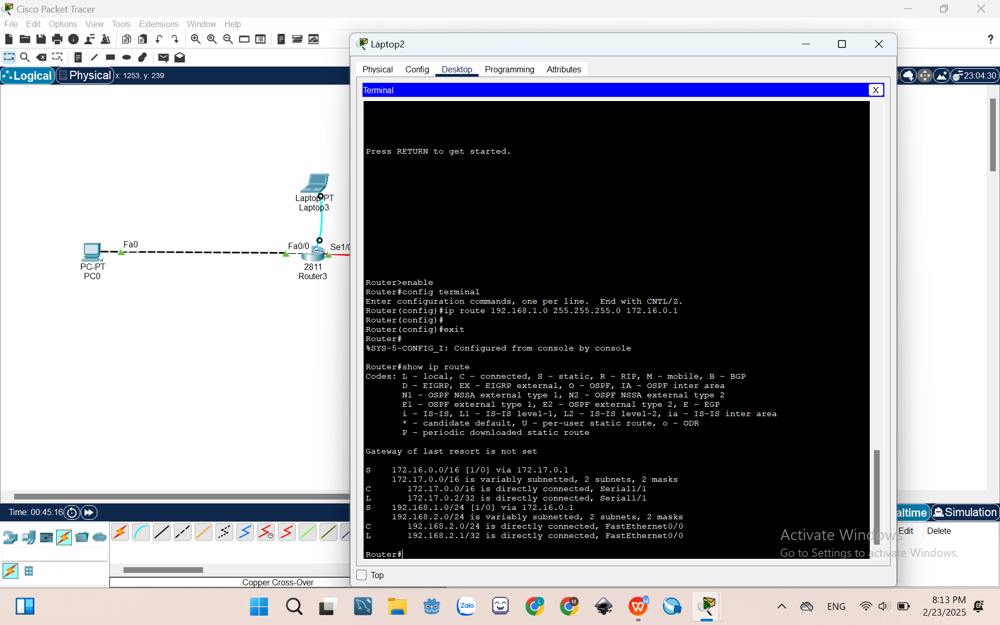 Cisco Packet Tracer
File Edit Options View Tools Extensions Window Help
Logical Physical x: 1253, y: 239
23:04:30
Laptop-PT
Laptop3
Fa0
Fa0/0
Se1/0
PC-PT
PC0
2811
Router3
Laptop2
Physical Config Desktop Programming Attributes
Terminal
X
Press RETURN to get started.
Router>enable
Router#config terminal
Enter configuration commands, one per line.  End with CNTL/Z.
Router(config)#ip route 192.168.1.0 255.255.255.0 172.16.0.1
Router(config)#
Router(config)#exit
Router#
%SYS-5-CONFIG_I: Configured from console by console
Router#show ip route
Codes: L - local, C - connected, S - static, R - RIP, M - mobile, B - BGP
D - EIGRP, EX - EIGRP external, O - OSPF, IA - OSPF inter area
N1 - OSPF NSSA external type 1, N2 - OSPF NSSA external type 2
E1 - OSPF external type 1, E2 - OSPF external type 2, E - EGP
i - IS-IS, L1 - IS-IS level-1, L2 - IS-IS level-2, ia - IS-IS inter area
* - candidate default, U - per-user static route, o - ODR
P - periodic downloaded static route
Gateway of last resort is not set
S    172.16.0.0/16 [1/0] via 172.17.0.1
172.17.0.0/16 is variably subnetted, 2 subnets, 2 masks
C       172.17.0.0/16 is directly connected, Serial1/1
L       172.17.0.2/32 is directly connected, Serial1/1
S    192.168.1.0/24 [1/0] via 172.16.0.1
192.168.2.0/24 is variably subnetted, 2 subnets, 2 masks
C       192.168.2.0/24 is directly connected, FastEthernet0/0
L       192.168.2.1/32 is directly connected, FastEthernet0/0
Router#
Top
Time: 00:45:16
altime Simulation
Edit Delete
Activate Windows
Go to Settings to activate Windows.
Copper Cross-Over
Zalo
ENG
8:13 PM
2/23/2025